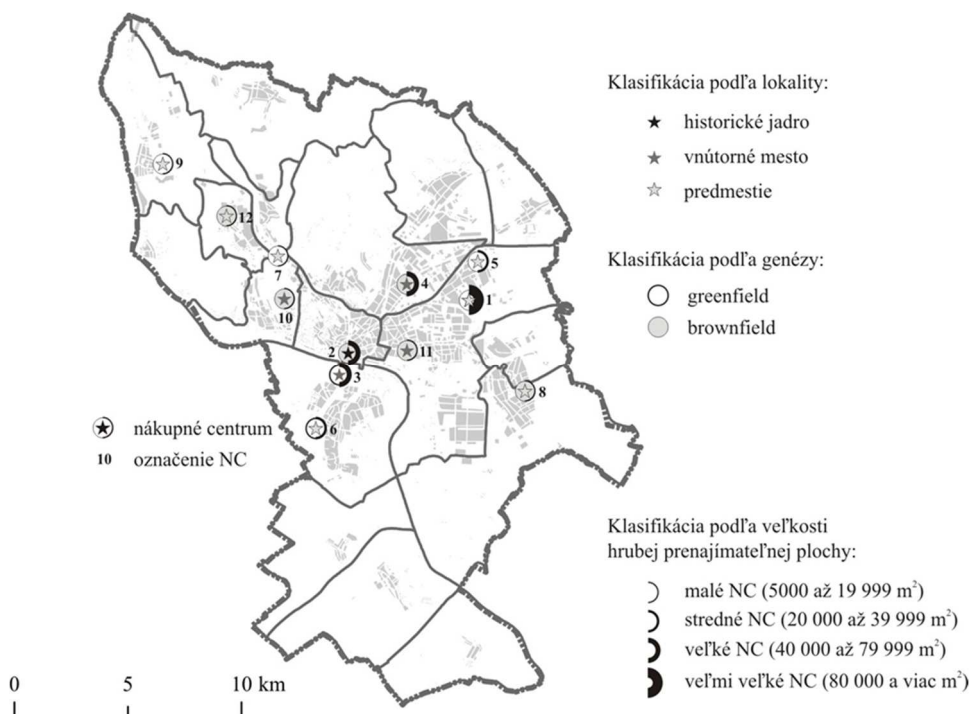 Klasifikácia podľa lokality:
historické jadro
vnútorné mesto
predmestie
9
12
7
10
5
4
1
2
3
11
8
6
Klasifikácia podľa genézy:
greenfield
brownfield
nákupné centrum
10 označenie NC
Klasifikácia podľa veľkosti
hrubej prenajímateľnej plochy:
malé NC (5000 až 19 999 m²)
stredné NC (20 000 až 39 999 m²)
veľké NC (40 000 až 79 999 m²)
veľmi veľké NC (80 000 a viac m²)
0 5 10 km